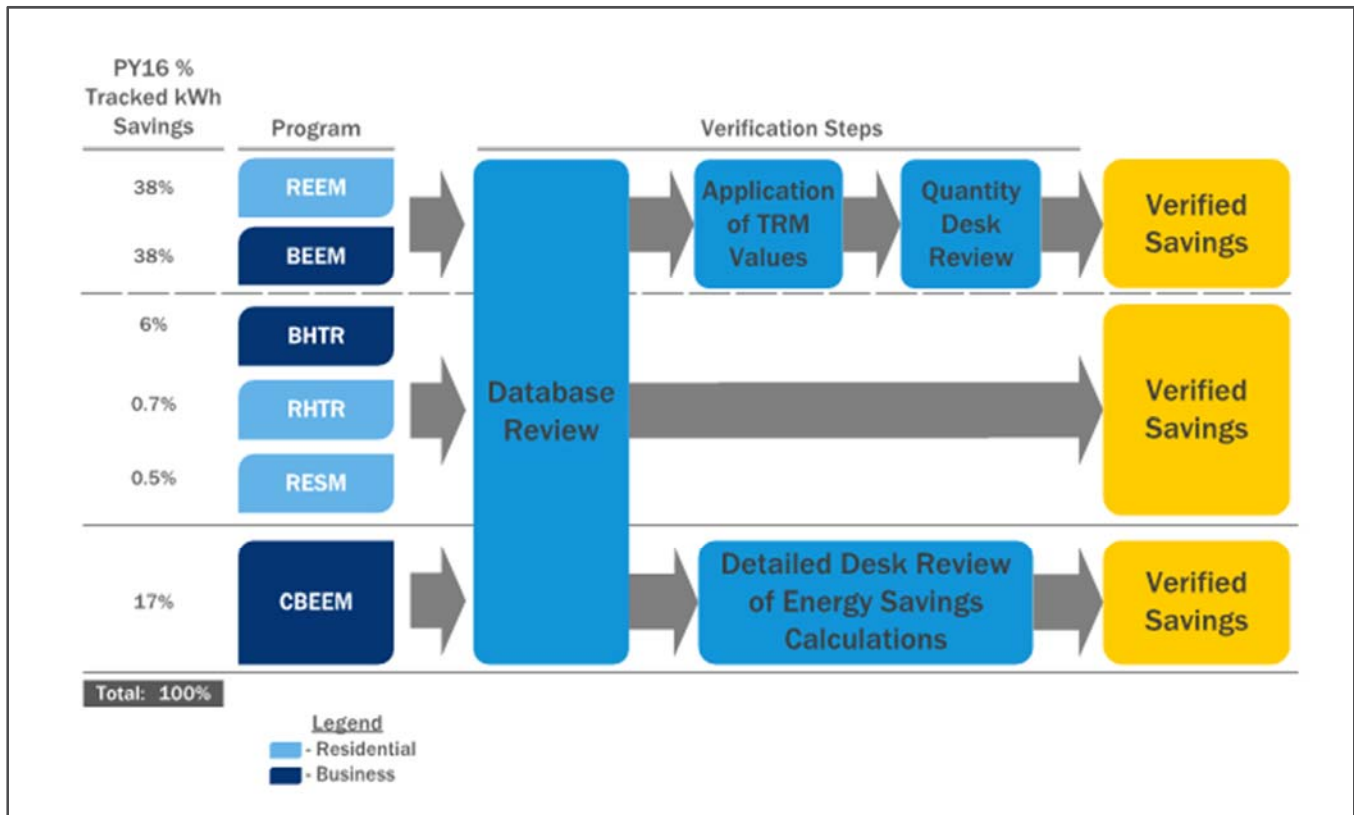 PY16 %
Tracked kWh
Savings
Program
Verification Steps
38%
REEM
38%
BEEM
6%
BHTR
0.7%
RHTR
0.5%
RESM
17%
CBEEM
Database
Review
Application
of TRM
Values
Quantity
Desk
Review
Verified
Savings
Verified
Savings
Detailed Desk Review
of Energy Savings
Calculations
Verified
Savings
Total: 100%
Legend
- Residential
- Business